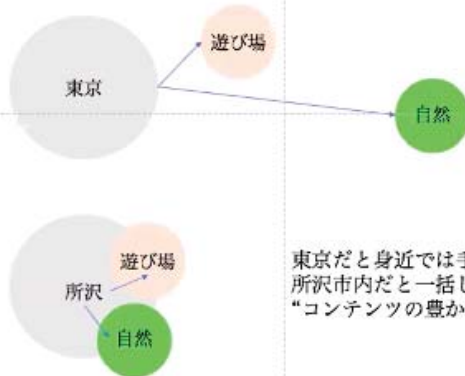 遊び場
東京
自然
遊び場
所沢
自然
東京だと身近では手
所沢市内だと一括し
“コンテンツの豊か